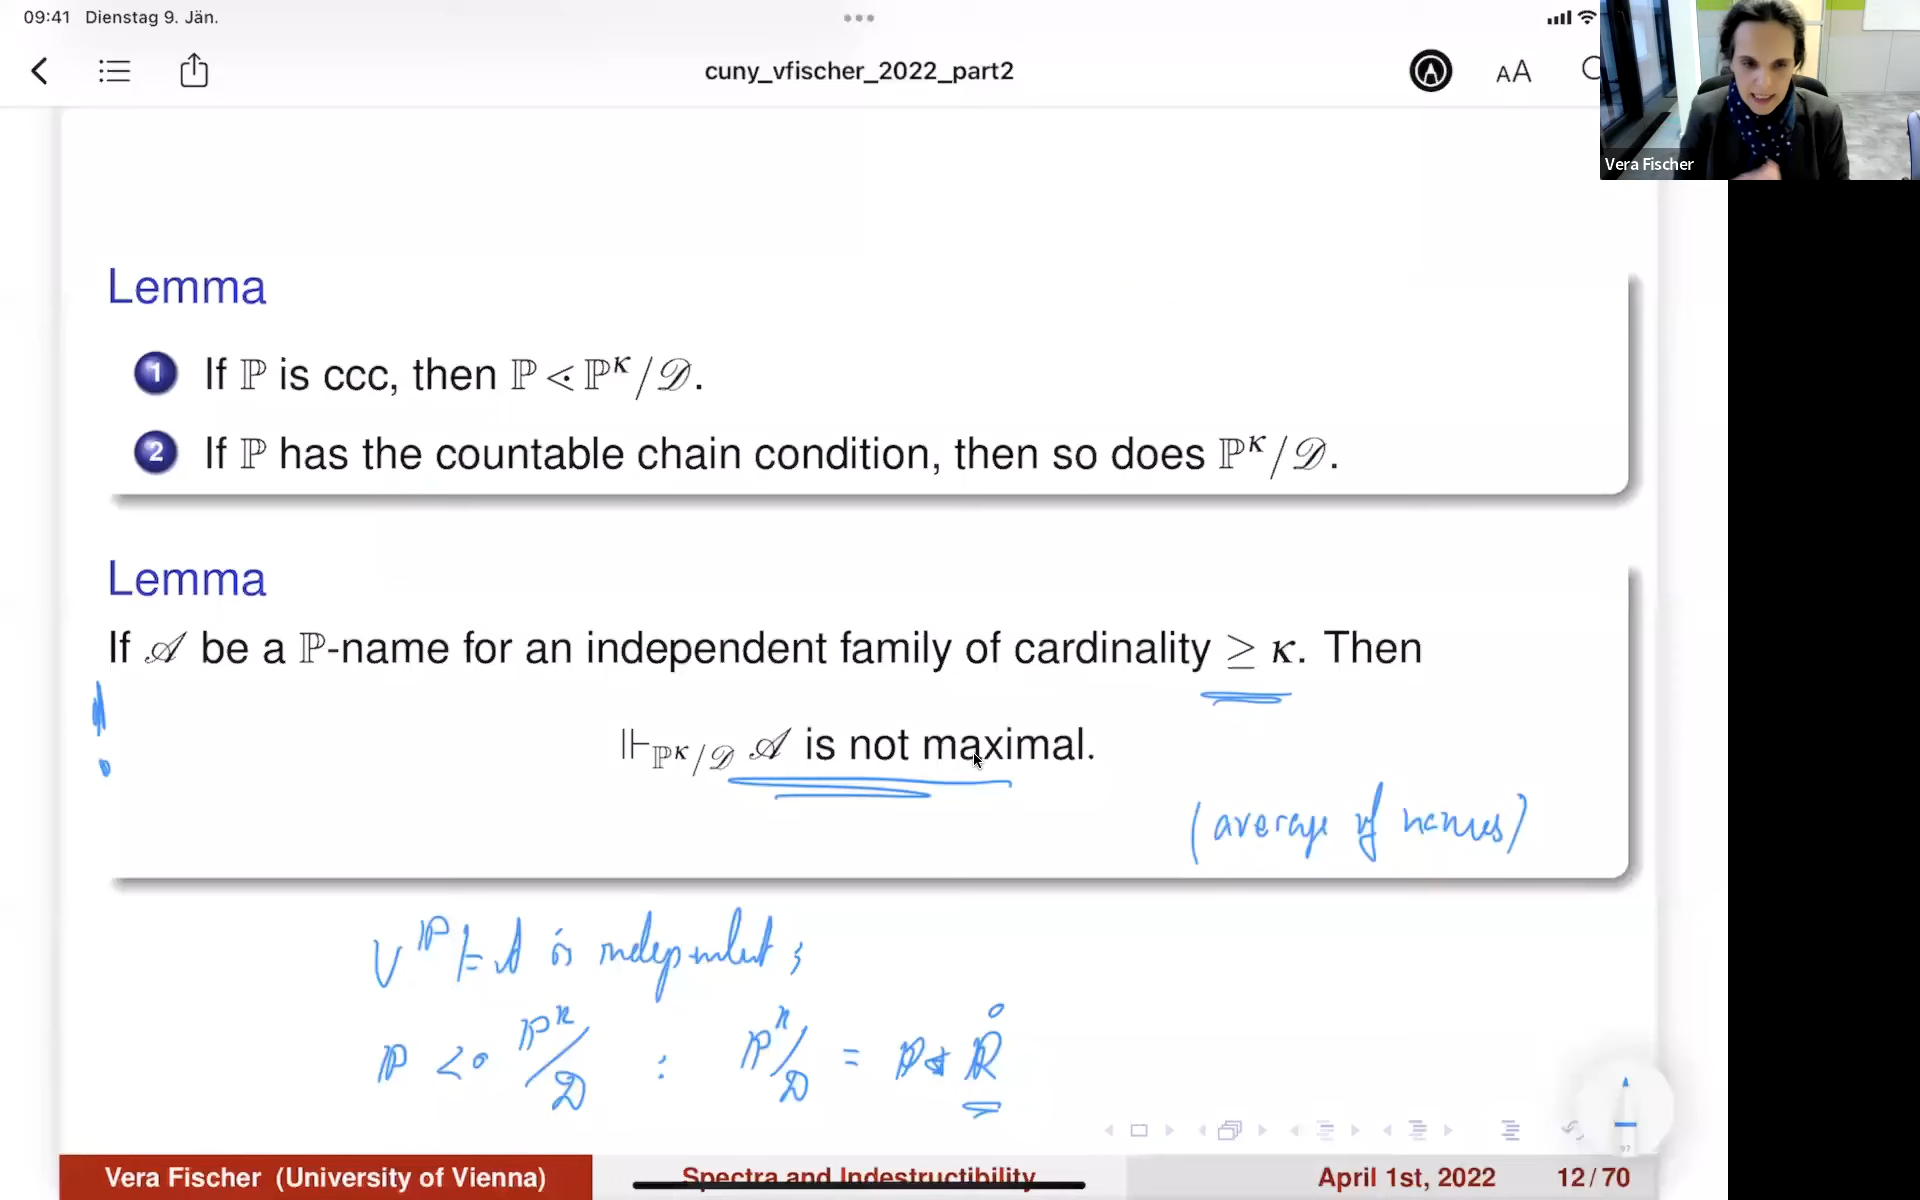 09:41 Dienstag 9. Jän.
cuny_vfischer_2022_part2
AA
Vera Fischer
Lemma
1 If ℙ is ccc, then ℙ ⋖ ℙ^κ/𝒟.
2 If ℙ has the countable chain condition, then so does ℙ^κ/𝒟.
Lemma
If 𝒜 be a ℙ-name for an independent family of cardinality ≥ κ. Then
⊩_{ℙ^κ/𝒟} 𝒜 is not maximal.
!
(average of names)
V^ℙ ⊨ 𝒜 is independent ;
ℙ <∘ ℙ^κ/𝒟 : ℙ^κ/𝒟 = ℙ * ℝ̊
Vera Fischer (University of Vienna) Spectra and Indestructibility April 1st, 2022 12 / 70